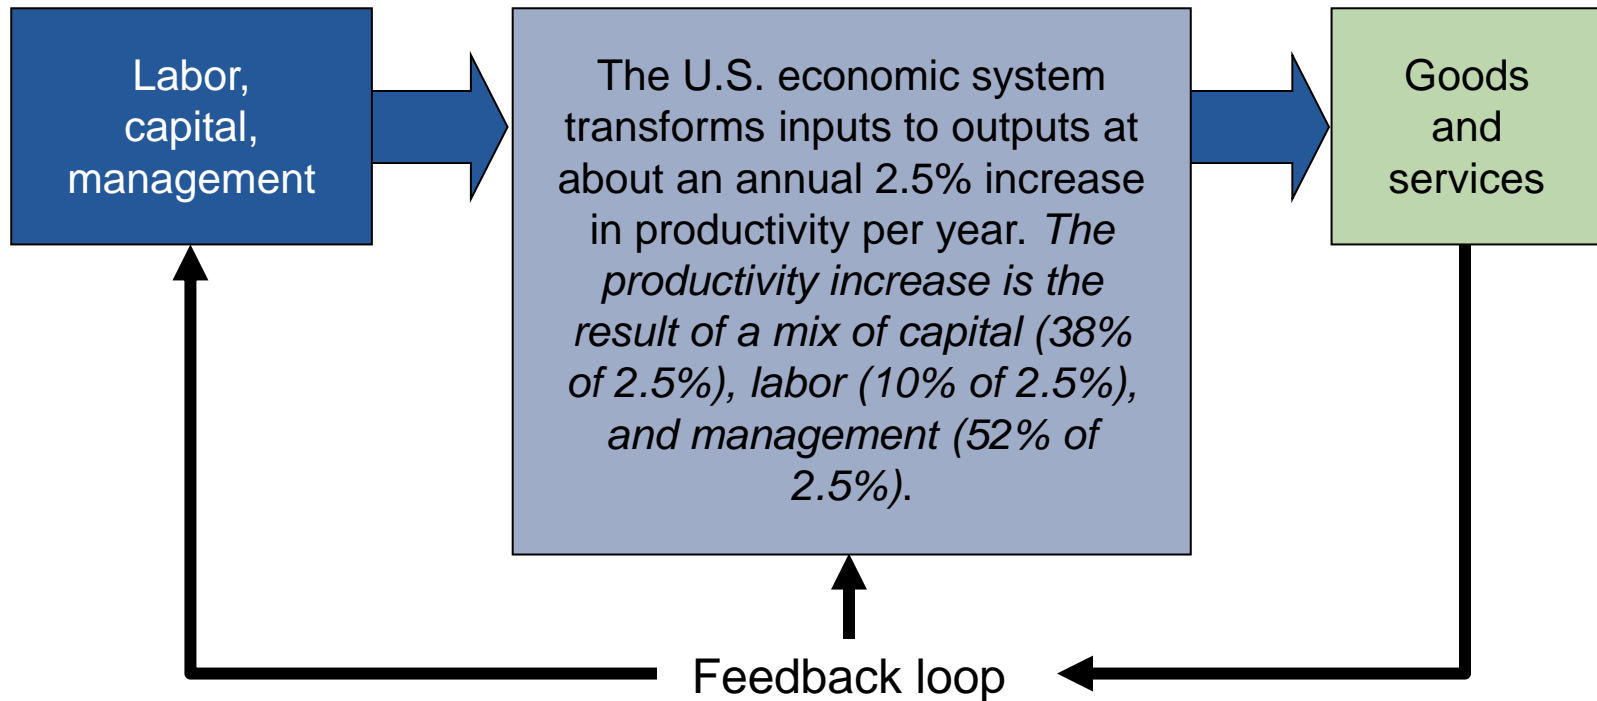 Labor,
capital,
management
The U.S. economic system
transforms inputs to outputs at
about an annual 2.5% increase
in productivity per year. The
productivity increase is the
result of a mix of capital (38%
of 2.5%), labor (10% of 2.5%),
and management (52% of
2.5%).
Goods
and
services
Feedback loop